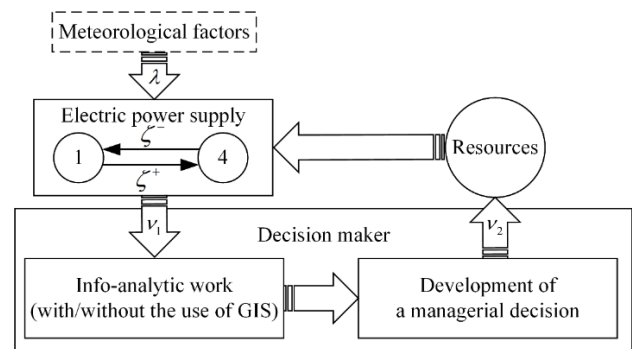 Meteorological factors
λ
Electric power supply
ζ⁻
1
4
ζ⁺
Resources
ν₁
Decision maker
ν₂
Info-analytic work
(with/without the use of GIS)
Development of
a managerial decision